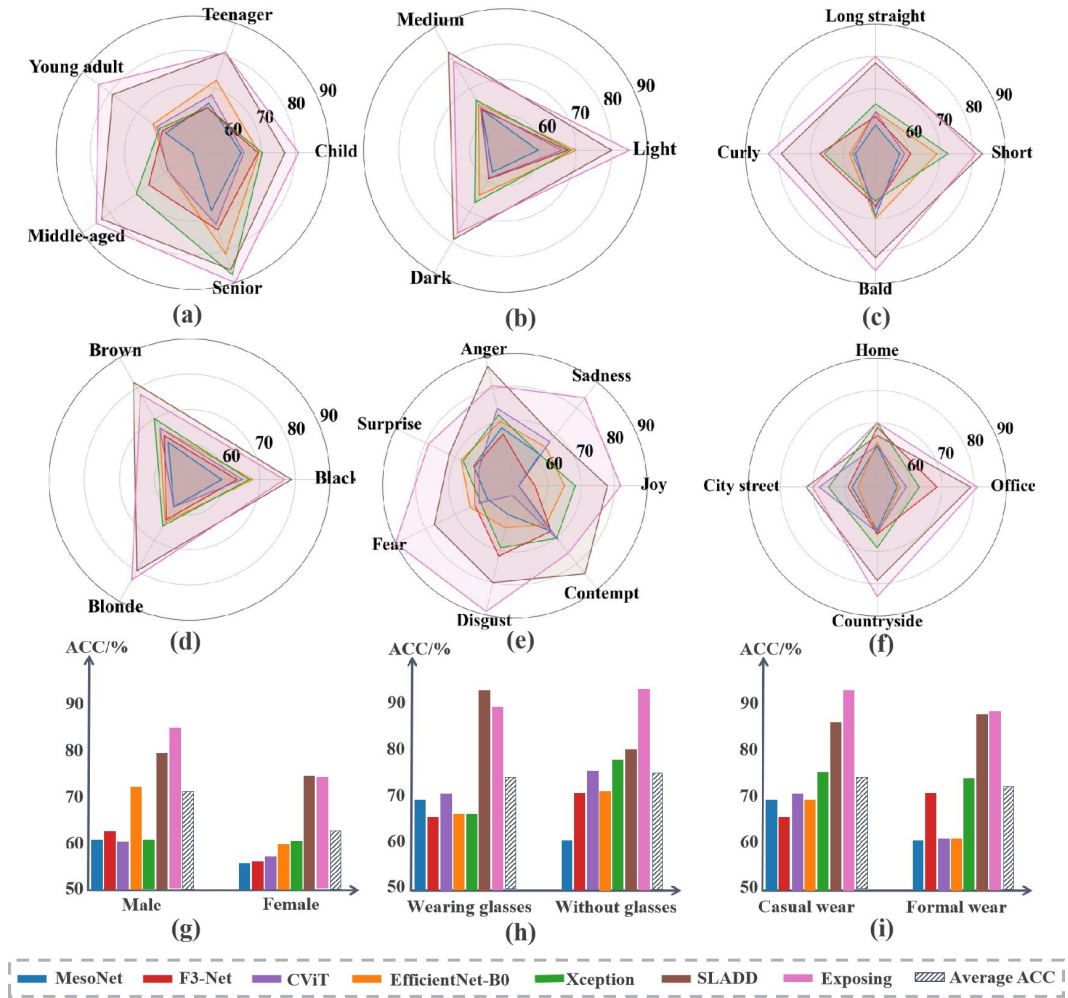 Teenager
Young adult
Child
Middle-aged
Senior
60
70
80
90
(a)
Medium
Light
Dark
60
70
80
90
(b)
Long straight
Curly
Short
Bald
60
70
80
90
(c)
Brown
Black
Blonde
60
70
80
90
(d)
Anger
Sadness
Surprise
Joy
Fear
Contempt
Disgust
60
70
80
90
(e)
Home
City street
Office
Countryside
60
70
80
90
(f)
ACC/%
90
80
70
60
50
Male Female
(g)
ACC/%
90
80
70
60
50
Wearing glasses Without glasses
(h)
ACC/%
90
80
70
60
50
Casual wear Formal wear
(i)
MesoNet F3-Net CViT EfficientNet-B0 Xception SLADD Exposing Average ACC